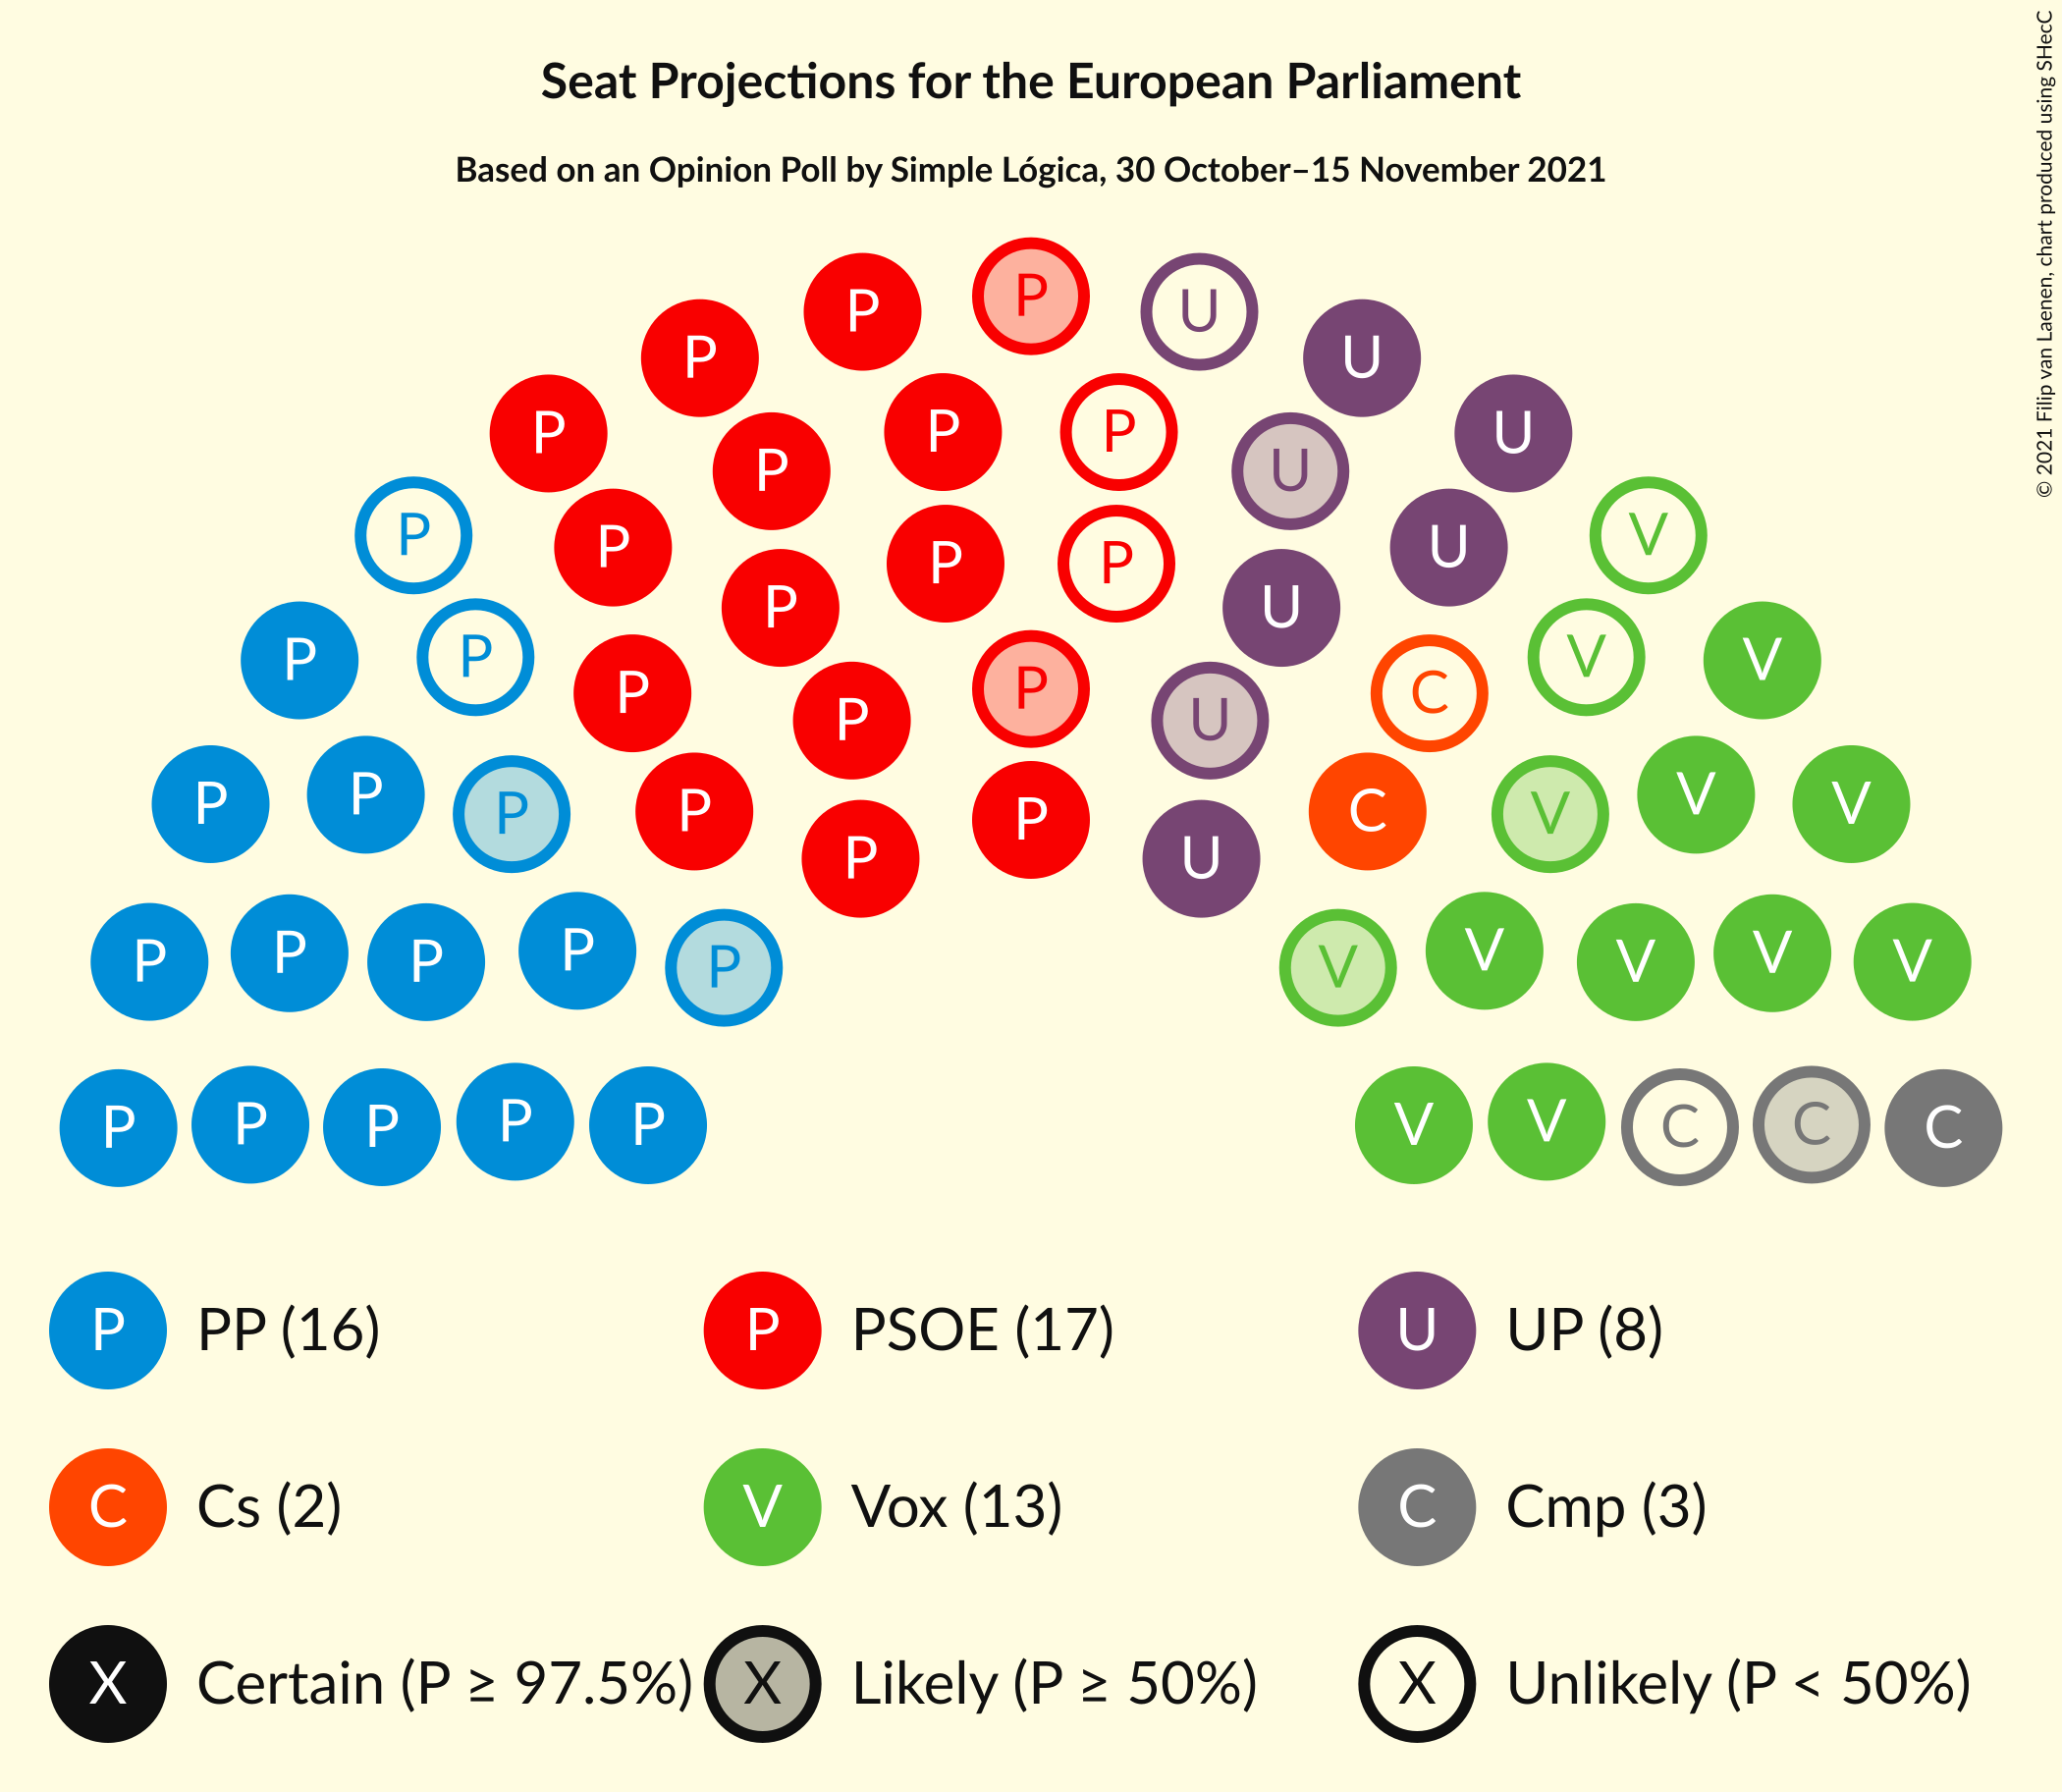 Seat Projections for the European Parliament
Based on an Opinion Poll by Simple Lógica, 30 October–15 November 2021
© 2021 Filip van Laenen, chart produced using SHecC
P P U
P U
P P U
P P U
P P U V
P P U
P P U
P P V V
P P C
P P U
P P V V
P P V
P C
P
P U
P P P P V V V V
P V
P P P P P V V C C C
P PP (16) P PSOE (17) U UP (8)
C Cs (2) V Vox (13) C Cmp (3)
X Certain (P ≥ 97.5%) X Likely (P ≥ 50%) X Unlikely (P < 50%)